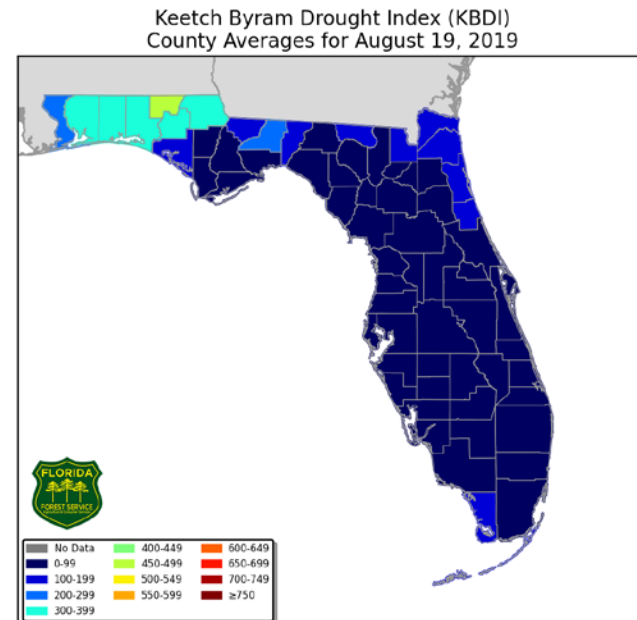 Keetch Byram Drought Index (KBDI)
County Averages for August 19, 2019
FLORIDA
FOREST SERVICE
No Data
0-99
100-199
200-299
300-399
400-449
450-499
500-549
550-599
600-649
650-699
700-749
≥750